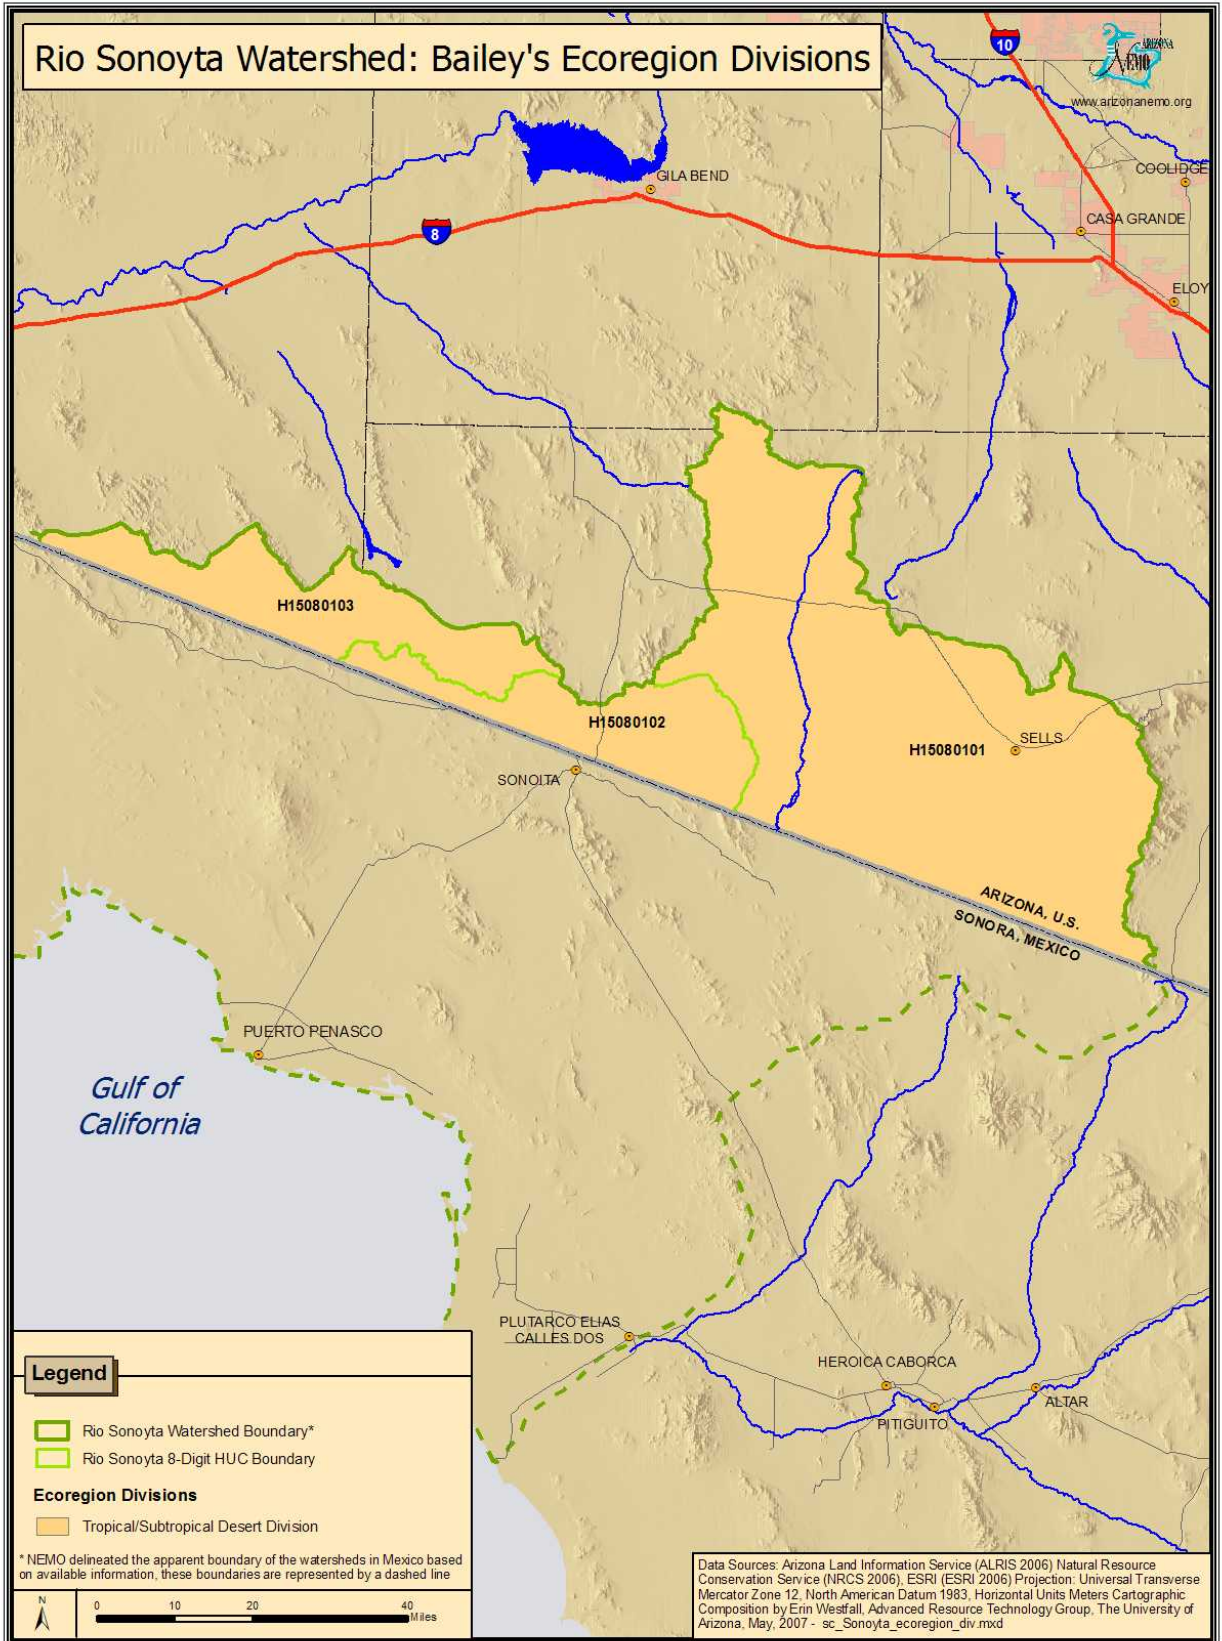 Rio Sonoyta Watershed: Bailey's Ecoregion Divisions
10
ARIZONA
NEMO
www.arizonanemo.org
COOLIDGE
GILA BEND
CASA GRANDE
8
ELOY
H15080103
H15080102
H15080101
SELLS
SONOITA
ARIZONA, U.S.
SONORA, MEXICO
PUERTO PENASCO
Gulf of
California
PLUTARCO ELIAS
CALLES DOS
HEROICA CABORCA
ALTAR
PITIGUITO
Legend
Rio Sonoyta Watershed Boundary*
Rio Sonoyta 8-Digit HUC Boundary
Ecoregion Divisions
Tropical/Subtropical Desert Division
* NEMO delineated the apparent boundary of the watersheds in Mexico based
on available information, these boundaries are represented by a dashed line
N
0 10 20 40
Miles
Data Sources: Arizona Land Information Service (ALRIS 2006) Natural Resource
Conservation Service (NRCS 2006), ESRI (ESRI 2006) Projection: Universal Transverse
Mercator Zone 12, North American Datum 1983, Horizontal Units Meters Cartographic
Composition by Erin Westfall, Advanced Resource Technology Group, The University of
Arizona, May, 2007 - sc_Sonoyta_ecoregion_div.mxd